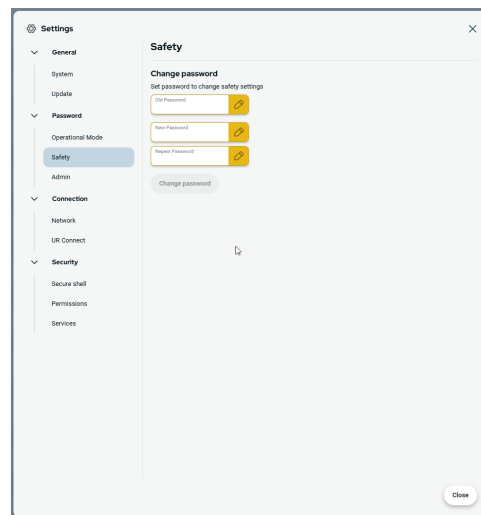 Settings
General
System
Update
Password
Operational Mode
Safety
Admin
Connection
Network
UR Connect
Security
Secure shell
Permissions
Services
Safety
Change password
Set password to change safety settings
Old Password
New Password
Repeat Password
Change password
Close